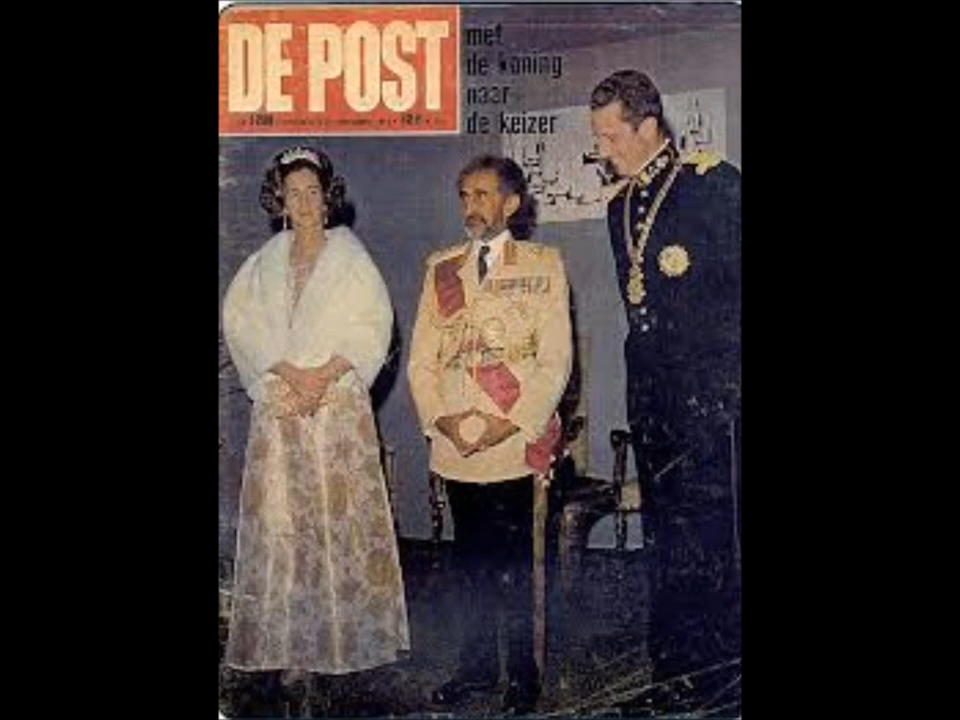 DE POST
met
de koning
naar
de keizer